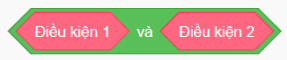 Điều kiện 1 và Điều kiện 2